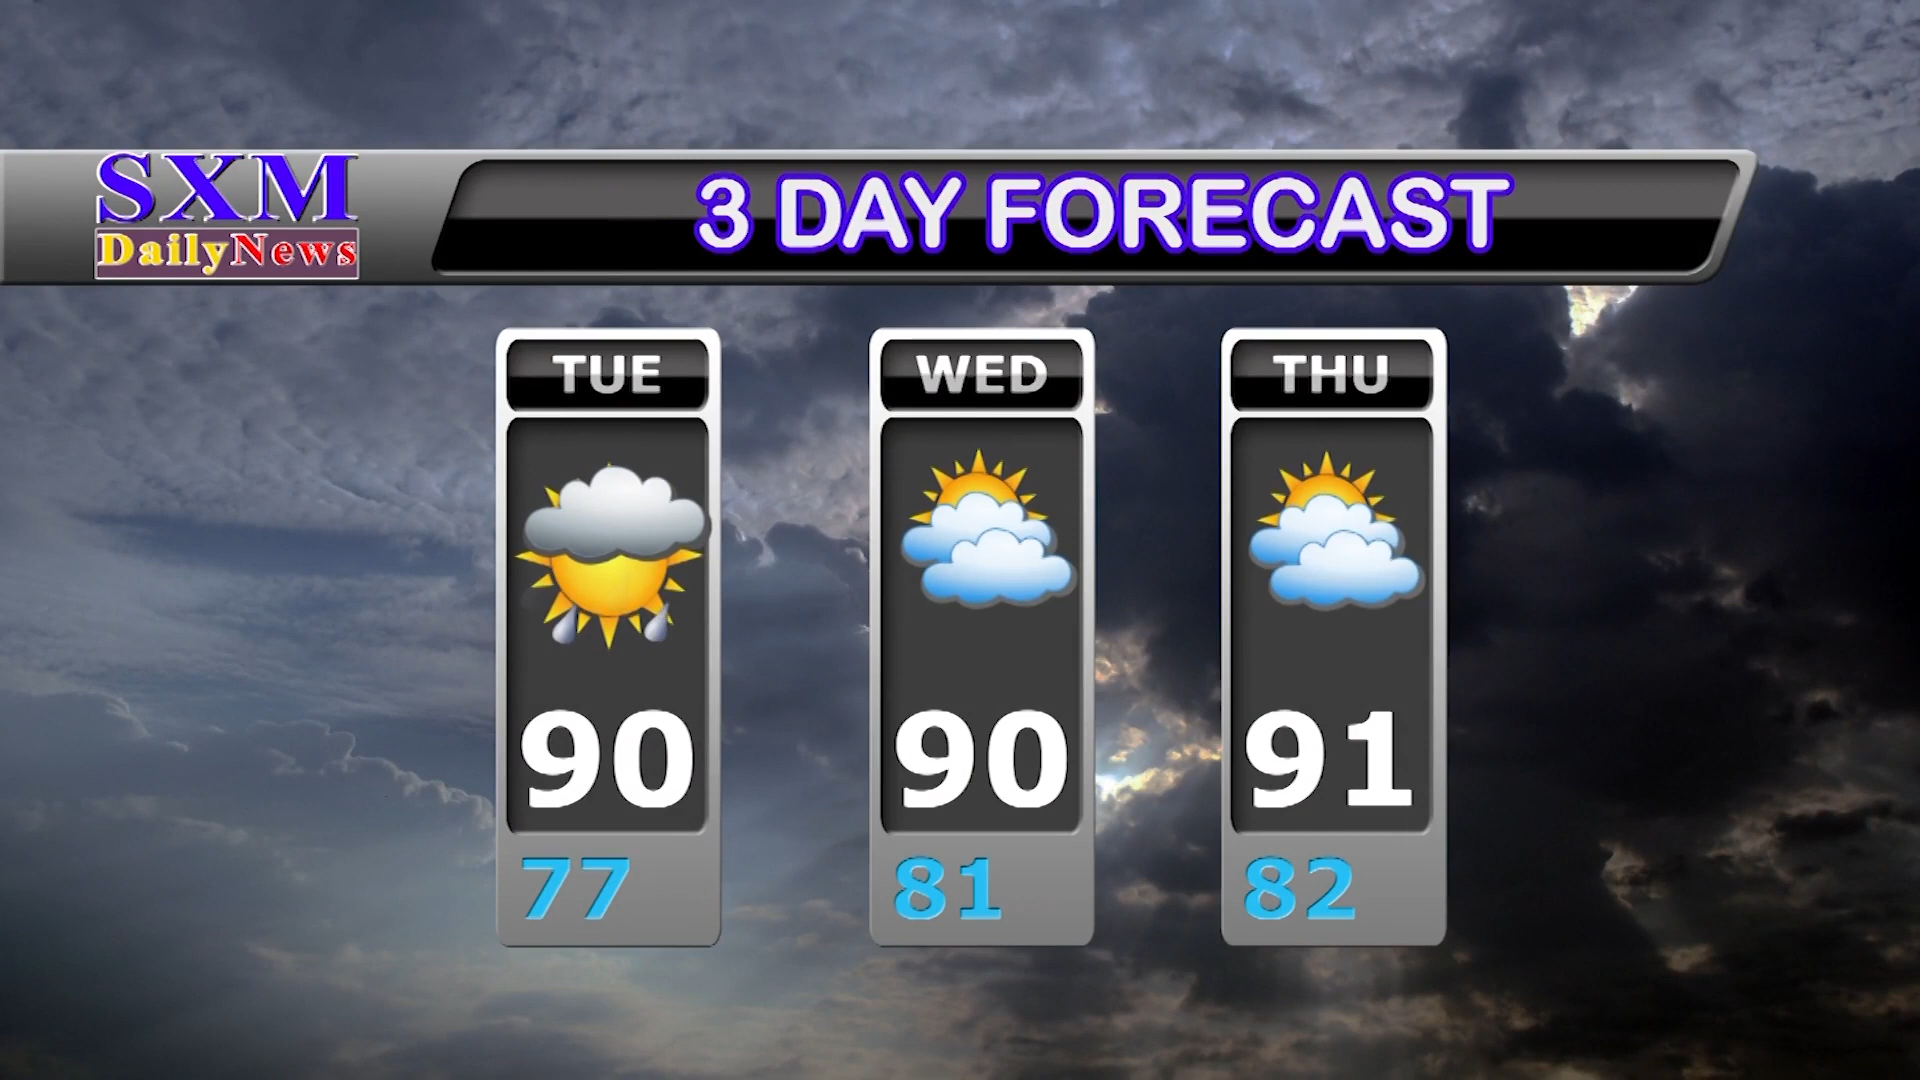 SXM
DailyNews
3 DAY FORECAST
TUE
90
77
WED
90
81
THU
91
82